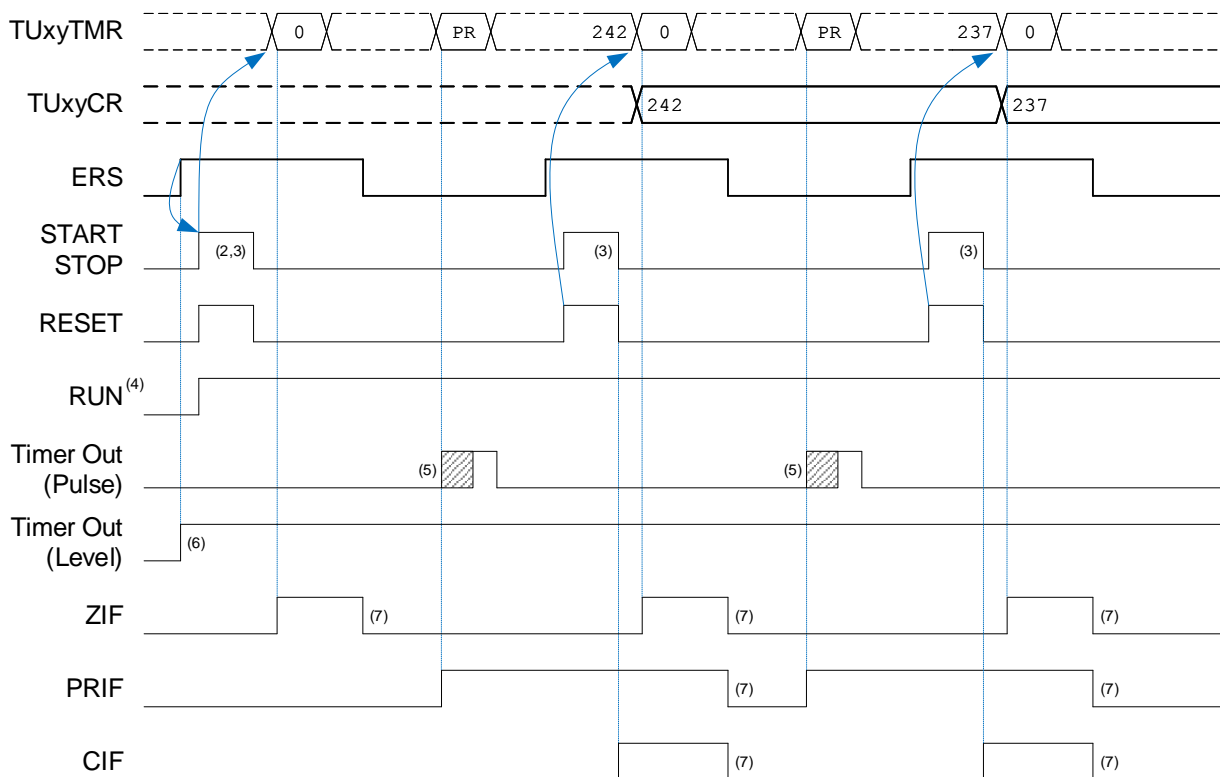 TUxyTMR 0 PR 242 0 PR 237 0
TUxyCR 242 237
ERS
START
STOP
(2,3) (3) (3)
RESET
RUN (4)
Timer Out
(Pulse)
(5) (5)
Timer Out
(Level)
(6)
ZIF (7) (7) (7)
PRIF (7) (7)
CIF (7) (7)